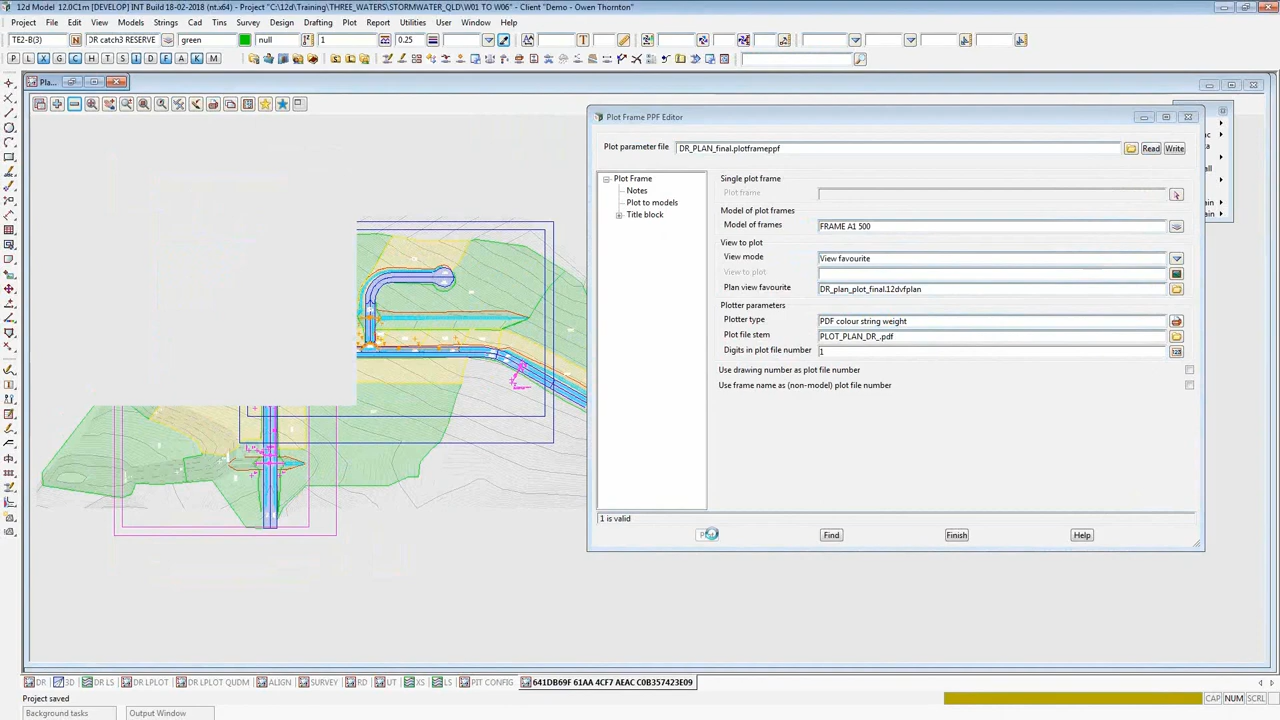 12d Model 12.0C1m [DEVELOP] INT Build 18-02-2018 (nt.x64) - Project "C:\12d\Training\THREE_WATERS\STORMWATER_QLD\W01 TO W06" - Client "Demo - Owen Thornton"
Project File Edit View Models Strings Cad Tins Survey Design Drafting Plot Report Utilities User Window Help
TE2-B(3) N DR catch3 RESERVE green null 1 0.25 T
P L X G C H T S I D F A K M
Pla...
Plot Frame PPF Editor
Plot parameter file DR_PLAN_final.plotframeppf Read Write
Plot Frame
Notes
Plot to models
Title block
Single plot frame
Plot frame
Model of plot frames
Model of frames FRAME A1 500
View to plot
View mode View favourite
View to plot
Plan view favourite DR_plan_plot_final.12dvfplan
Plotter parameters
Plotter type PDF colour string weight
Plot file stem PLOT_PLAN_DR_.pdf
Digits in plot file number 1 123
Use drawing number as plot file number
Use frame name as (non-model) plot file number
1 is valid
Find Finish Help
DR 3D DR LS DR LPLOT DR LPLOT QUDM ALIGN SURVEY RD UT XS LS PIT CONFIG 641DB69F 61AA 4CF7 AEAC C0B357423E09
Project saved CAP NUM SCRL
Background tasks Output Window